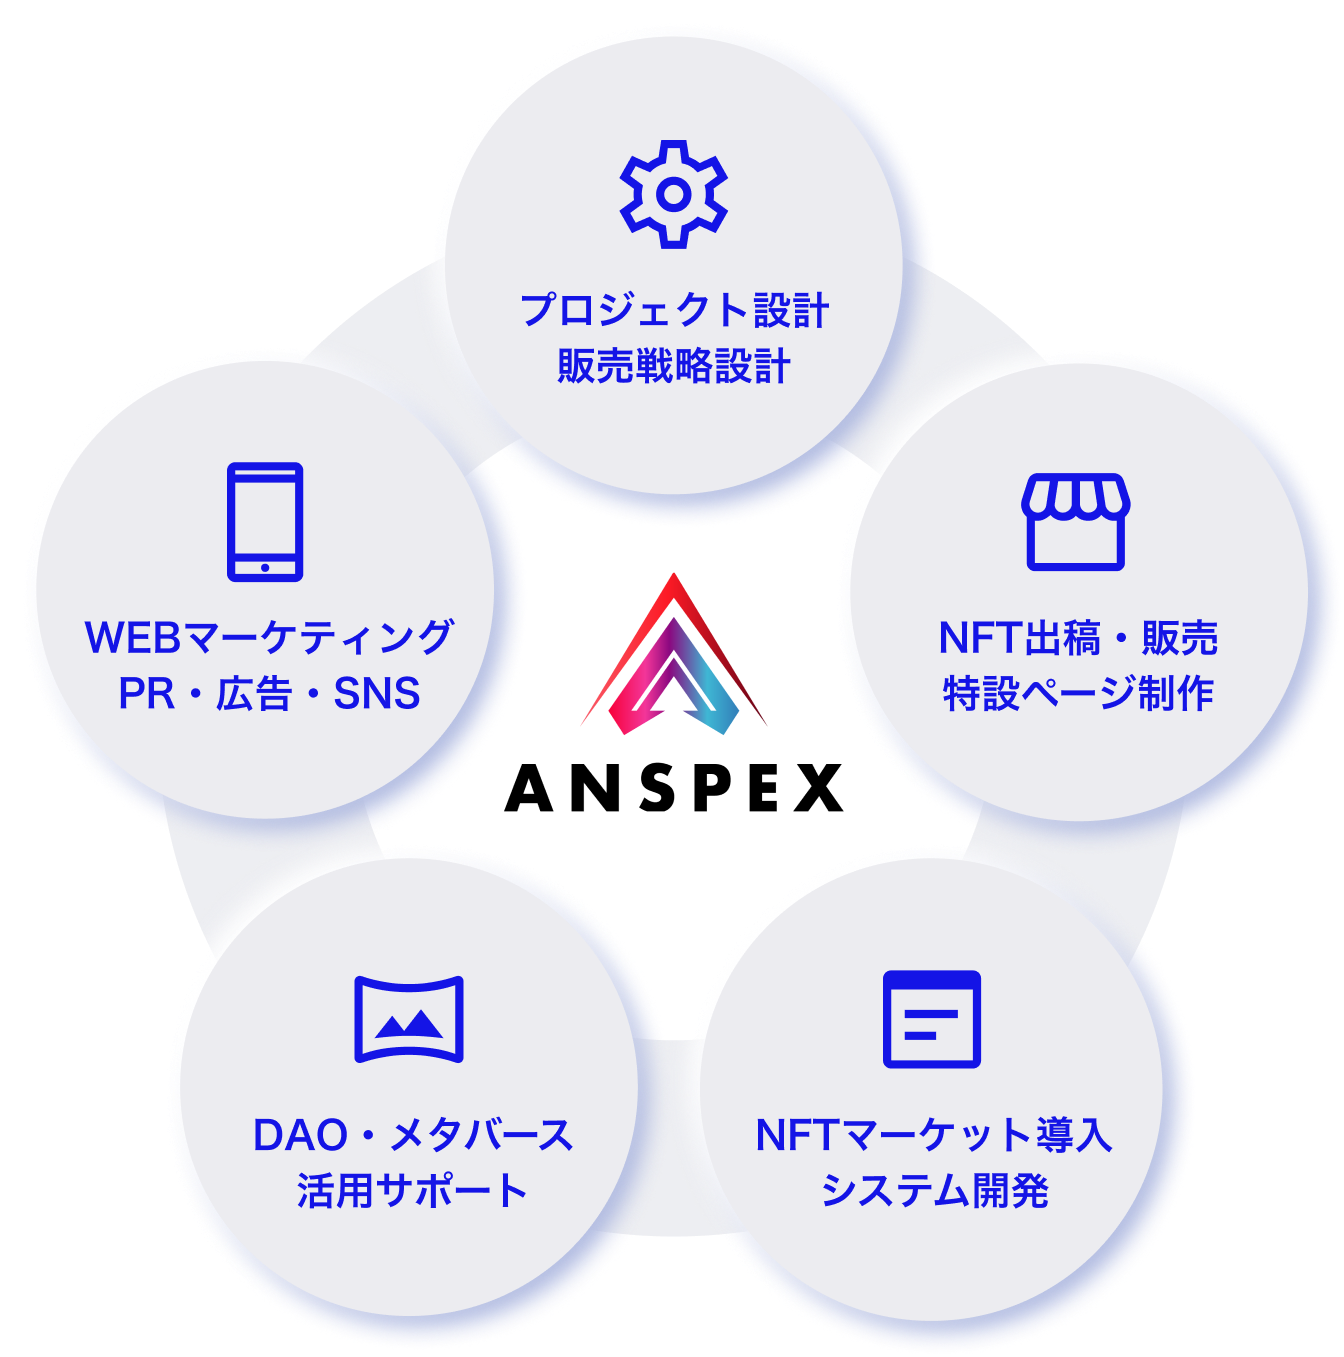 プロジェクト設計
販売戦略設計
WEBマーケティング
PR・広告・SNS
NFT出稿・販売
特設ページ制作
ANSPEX
DAO・メタバース
活用サポート
NFTマーケット導入
システム開発